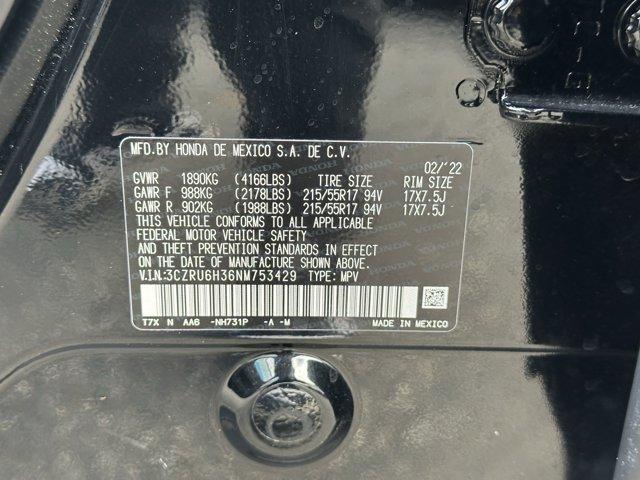 MFD.BY HONDA DE MEXICO S.A. DE C.V.
02/'22
GVWR 1890KG (4166LBS) TIRE SIZE RIM SIZE
GAWR F 988KG (2178LBS) 215/55R17 94V 17X7.5J
GAWR R 902KG (1988LBS) 215/55R17 94V 17X7.5J
THIS VEHICLE CONFORMS TO ALL APPLICABLE
FEDERAL MOTOR VEHICLE SAFETY
AND THEFT PREVENTION STANDARDS IN EFFECT
ON THE DATE OF MANUFACTURE SHOWN ABOVE.
V.I.N.:3CZRU6H36NM753429 TYPE: MPV
T7X N AA6 -NH731P -A -M MADE IN MEXICO